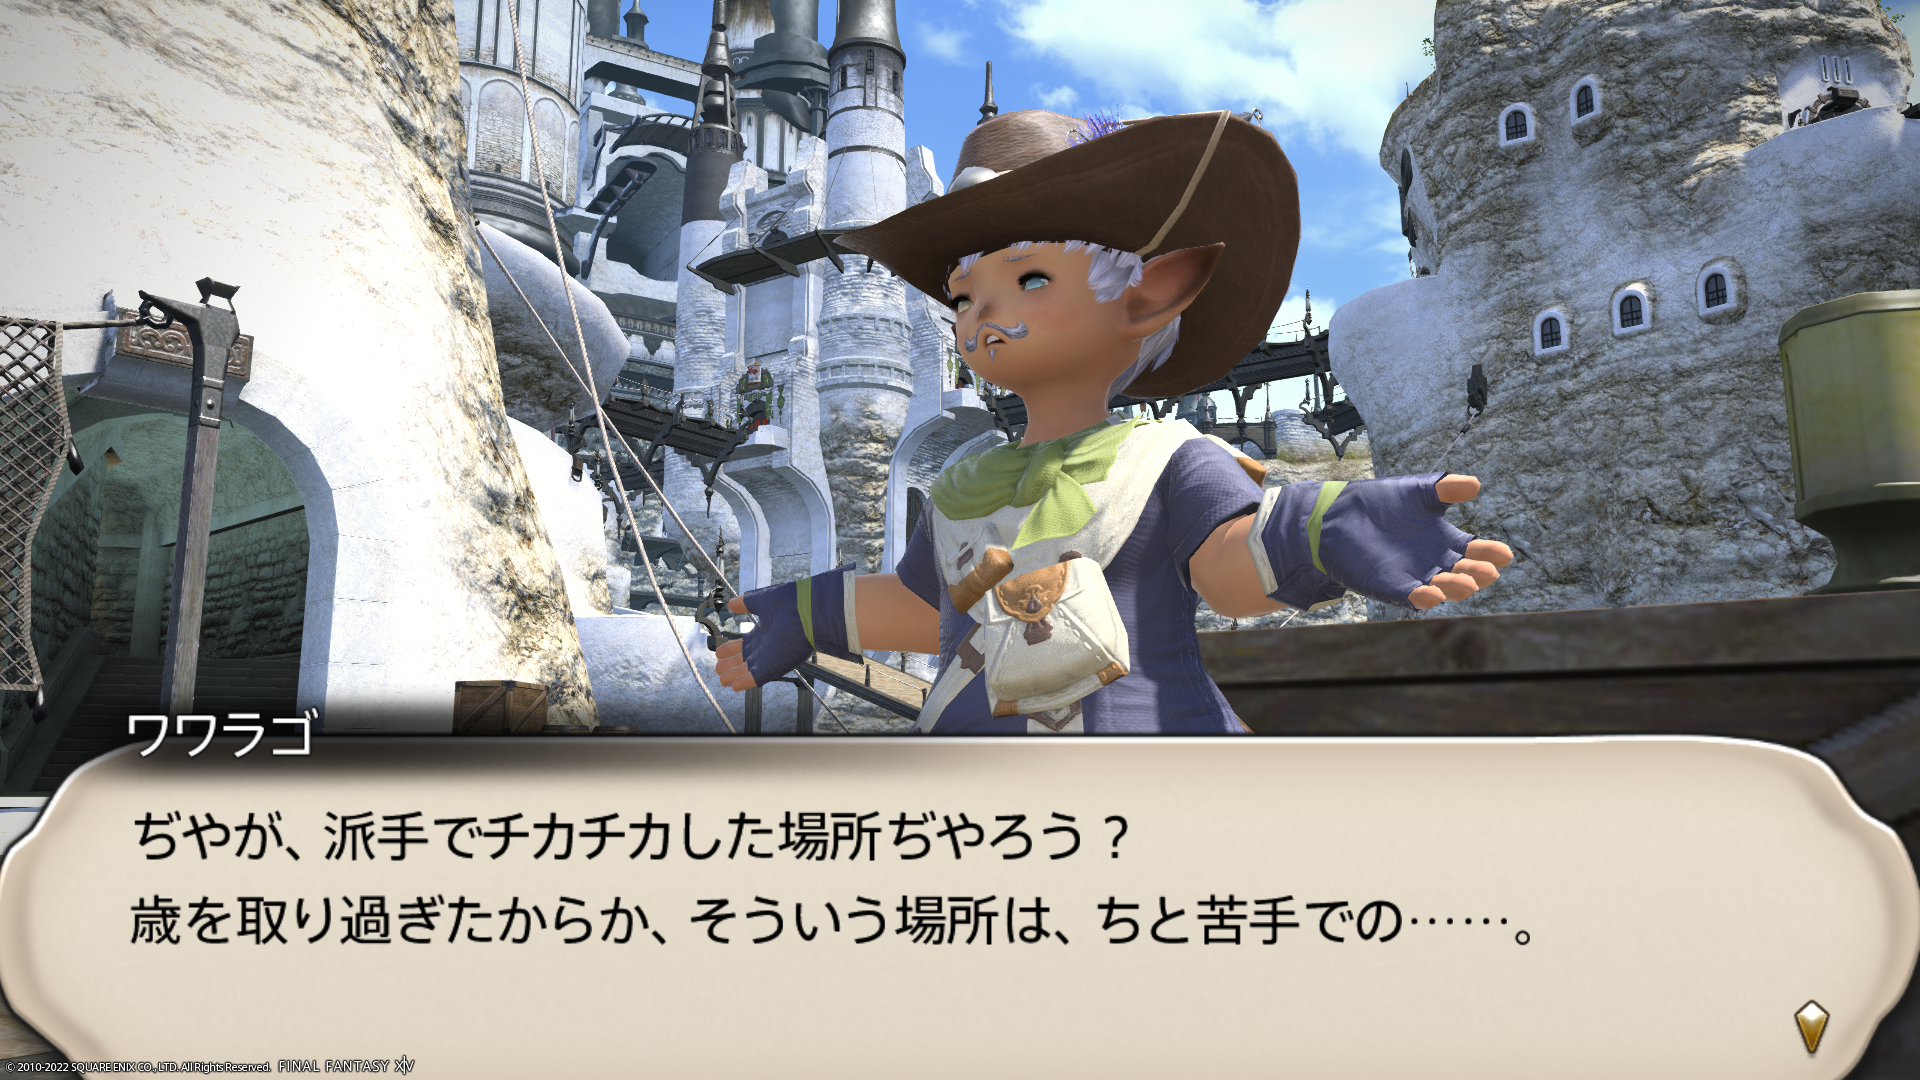 ワワラゴ
ぢやが、派手でチカチカした場所ぢやろう？
歳を取り過ぎたからか、そういう場所は、ちと苦手での……。
© 2010-2022 SQUARE ENIX CO., LTD. All Rights Reserved. FINAL FANTASY XIV